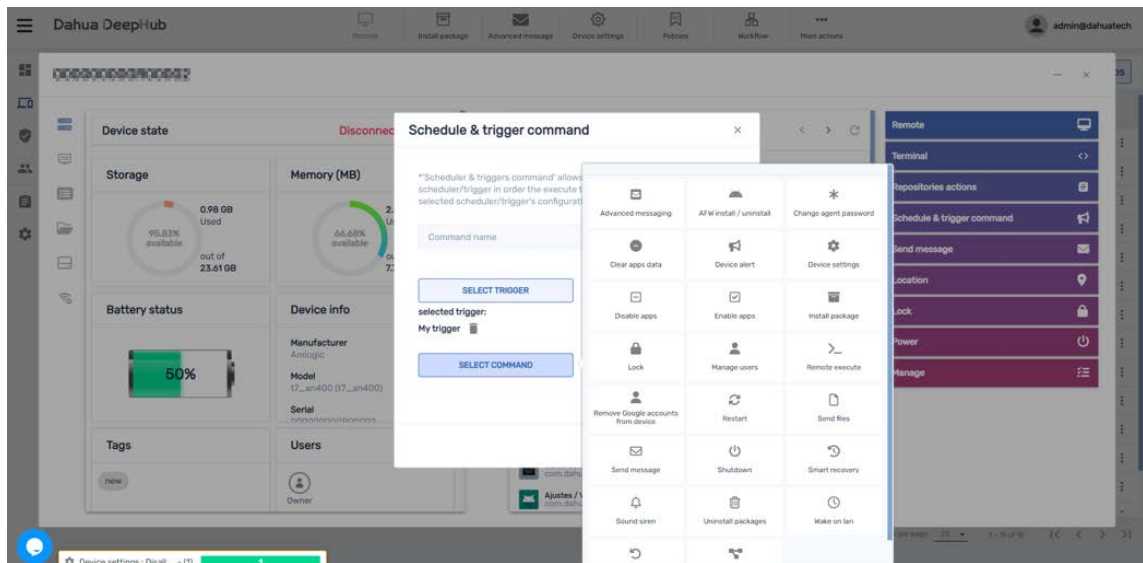 Dahua DeepHub
Remote
Install package
Advanced message
Device settings
Policies
Workflow
More actions
admin@dahuatech
Device state
Disconnec
Storage
0.98 GB
Used
95.83%
available
out of
23.61 GB
Memory (MB)
66.68%
available
Battery status
50%
Device info
Manufacturer
Amlogic
Model
t7_an400 (t7_an400)
Serial
Tags
new
Users
Owner
Schedule & trigger command
*'Scheduler & triggers command' allows
scheduler/trigger in order the execute t
selected scheduler/trigger's configurati
Command name
SELECT TRIGGER
selected trigger:
My trigger
SELECT COMMAND
Advanced messaging
AFW install / uninstall
Change agent password
Clear apps data
Device alert
Device settings
Disable apps
Enable apps
Install package
Lock
Manage users
Remote execute
Remove Google accounts
from device
Restart
Send files
Send message
Shutdown
Smart recovery
Sound siren
Uninstall packages
Wake on lan
Remote
Terminal
Repositories actions
Schedule & trigger command
Send message
Location
Lock
Power
Manage
com.dahu
Ajustes / 
com.dahu